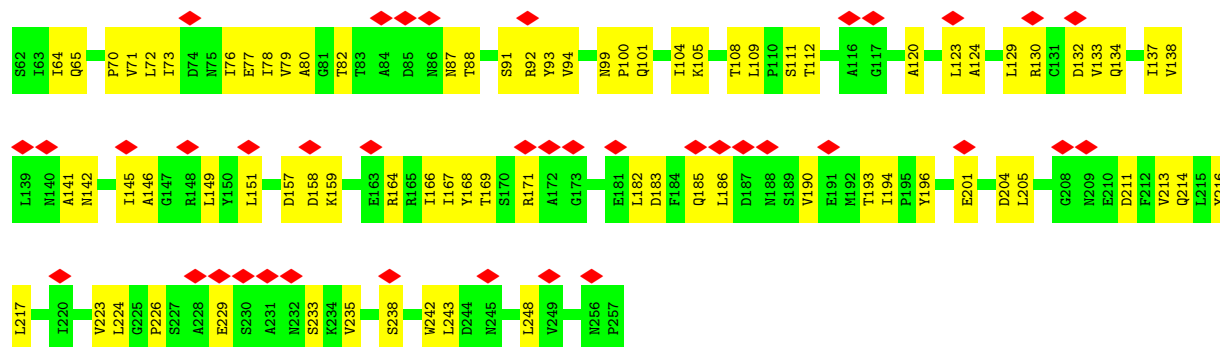 S62 I63 I64 Q65 P70 V71 L72 I73 D74 N75 I76 E77 I78 V79 A80 G81 T82 T83 A84 D85 N86 N87 T88 S91 R92 Y93 V94 N99 P100 Q101 I104 K105 T108 L109 P110 S111 T112 A116 G117 A120 L123 A124 L129 R130 C131 D132 V133 Q134 I137 V138
L139 N140 A141 N142 I145 A146 G147 R148 L149 Y150 L151 D157 D158 K159 E163 R164 R165 I166 I167 Y168 T169 S170 R171 A172 G173 E181 L182 D183 F184 Q185 L186 D187 N188 S189 V190 E191 M192 T193 I194 P195 Y196 E201 D204 L205 G208 N209 E210 D211 F212 V213 Q214 L215 Y216
L217 I220 V223 L224 G225 P226 S227 A228 E229 S230 A231 N232 S233 K234 V235 S238 W242 L243 D244 N245 L248 V249 N256 P257